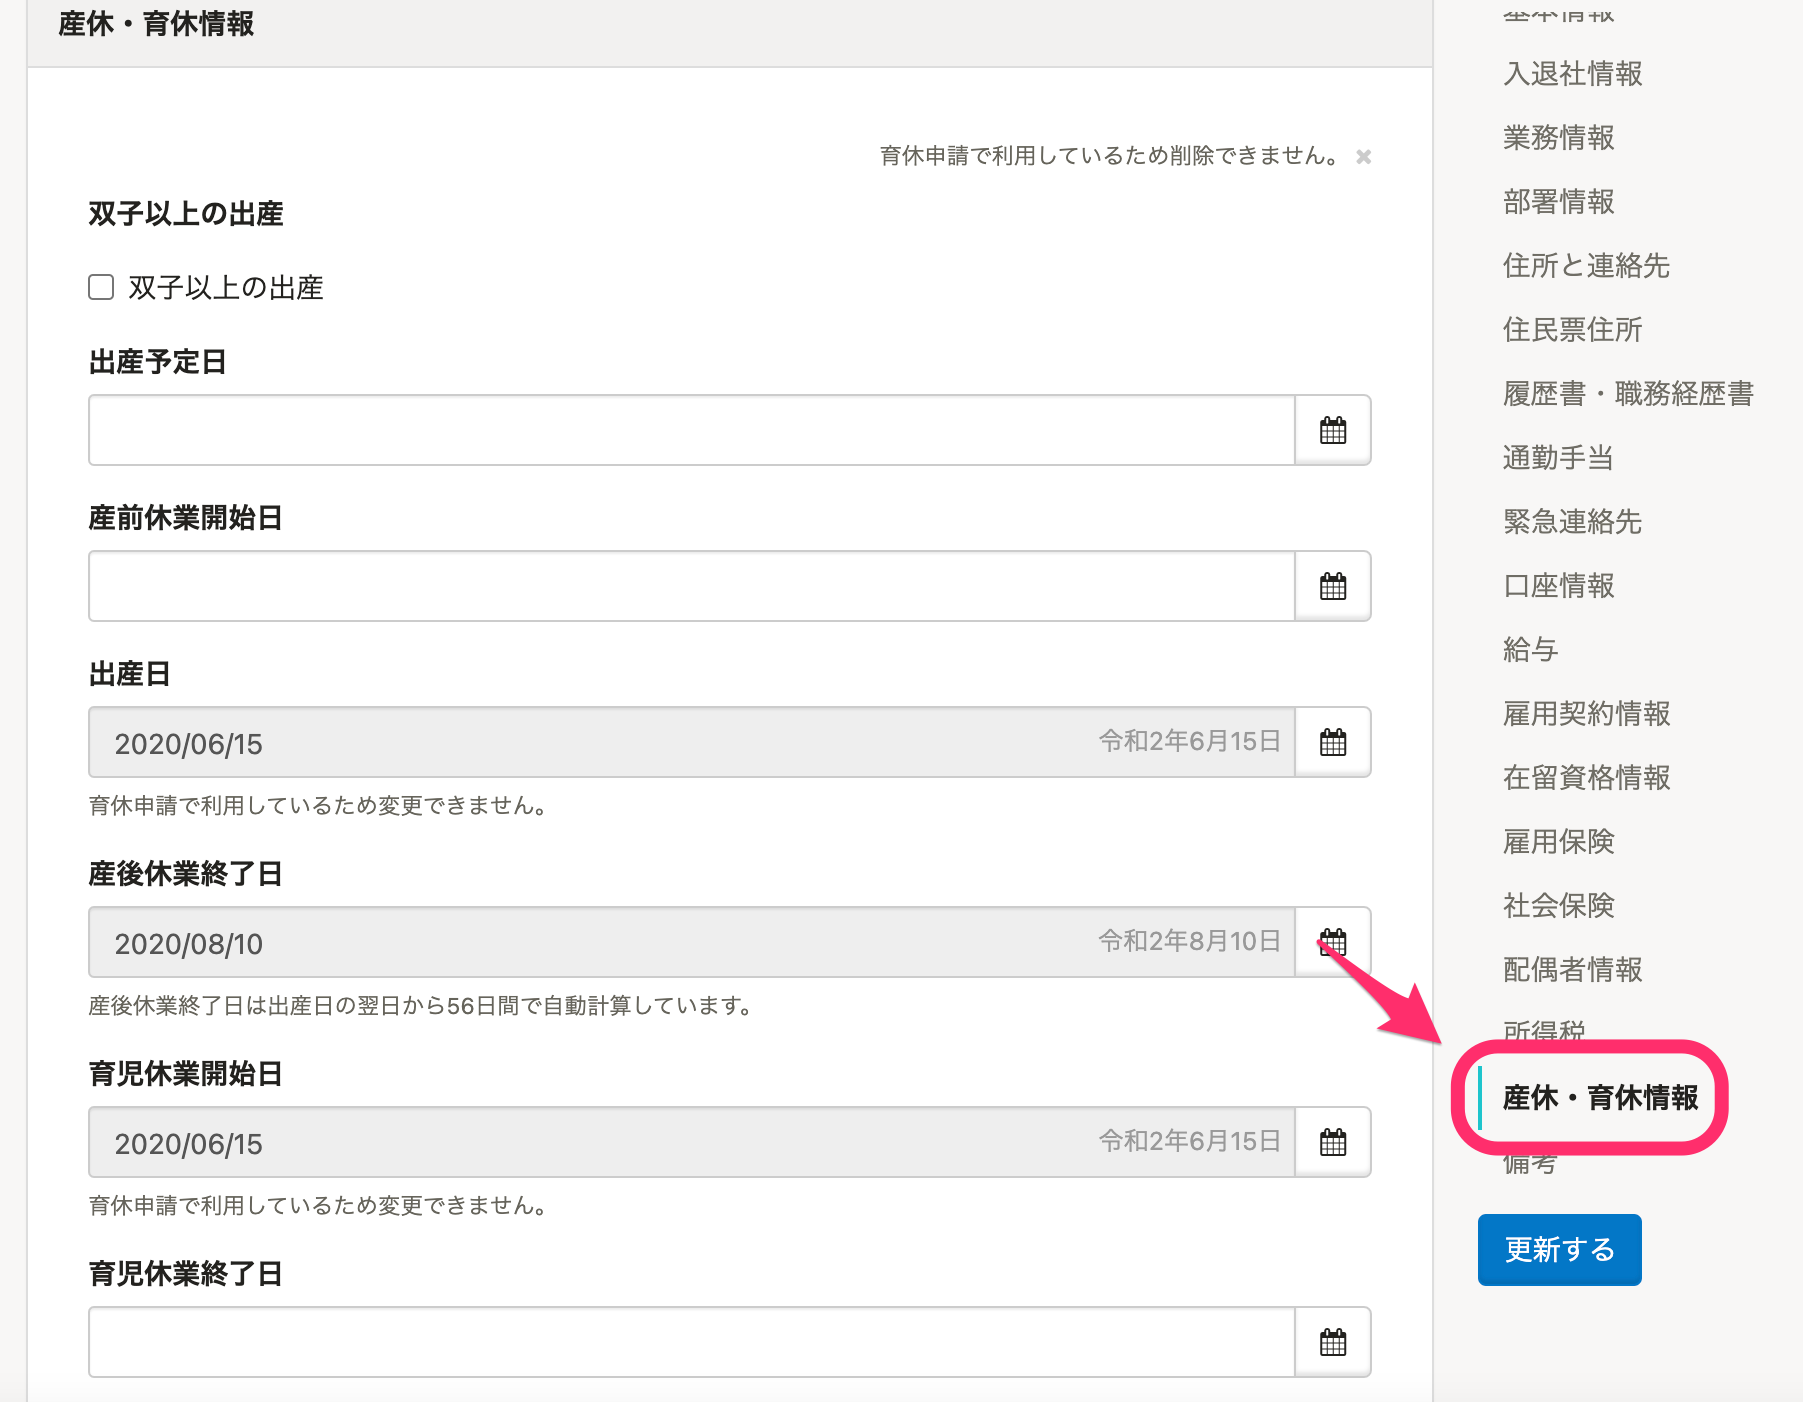 産休・育休情報
育休申請で利用しているため削除できません。
双子以上の出産
双子以上の出産
出産予定日
産前休業開始日
出産日
2020/06/15 令和2年6月15日
育休申請で利用しているため変更できません。
産後休業終了日
2020/08/10 令和2年8月10日
産後休業終了日は出産日の翌日から56日間で自動計算しています。
育児休業開始日
2020/06/15 令和2年6月15日
育休申請で利用しているため変更できません。
育児休業終了日
基本情報
入退社情報
業務情報
部署情報
住所と連絡先
住民票住所
履歴書・職務経歴書
通勤手当
緊急連絡先
口座情報
給与
雇用契約情報
在留資格情報
雇用保険
社会保険
配偶者情報
所得税
産休・育休情報
備考
更新する